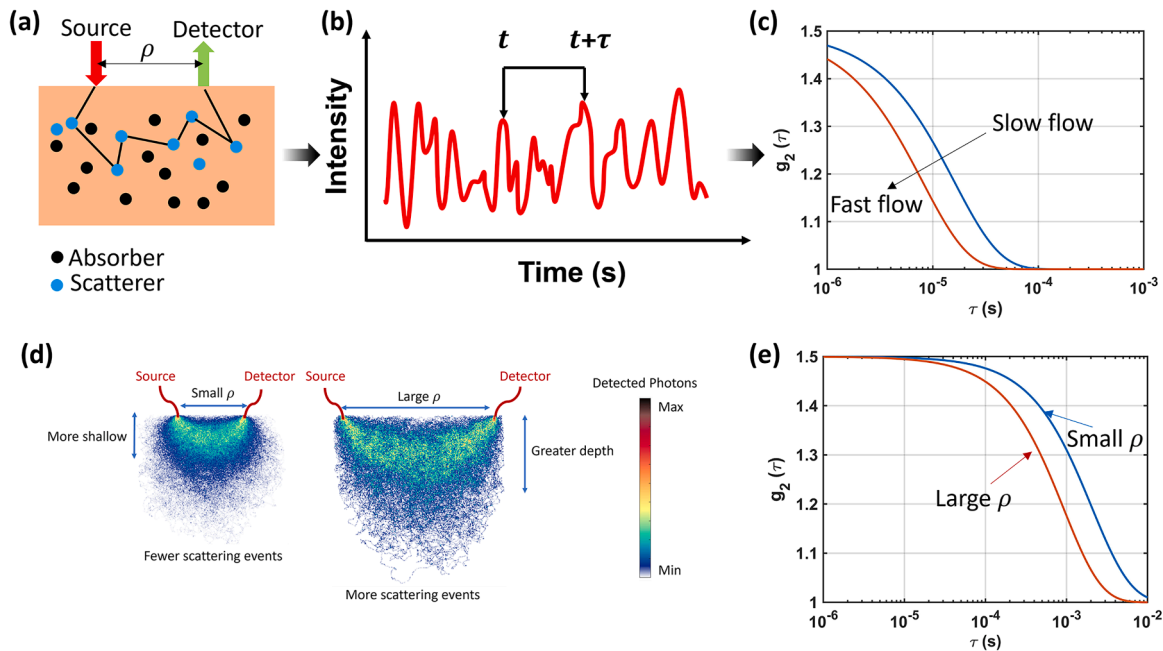 (a)
Source
Detector
ρ
Absorber
Scatterer
(b)
t
t+τ
Intensity
Time (s)
(c)
1.5
1.4
1.3
1.2
1.1
1
g₂ (τ)
Slow flow
Fast flow
10⁻⁶
10⁻⁵
10⁻⁴
10⁻³
τ (s)
(d)
Source
Detector
Small ρ
More shallow
Fewer scattering events
Source
Detector
Large ρ
Greater depth
More scattering events
Detected Photons
Max
Min
(e)
1.5
1.4
1.3
1.2
1.1
1
g₂ (τ)
Small ρ
Large ρ
10⁻⁶
10⁻⁵
10⁻⁴
10⁻³
10⁻²
τ (s)